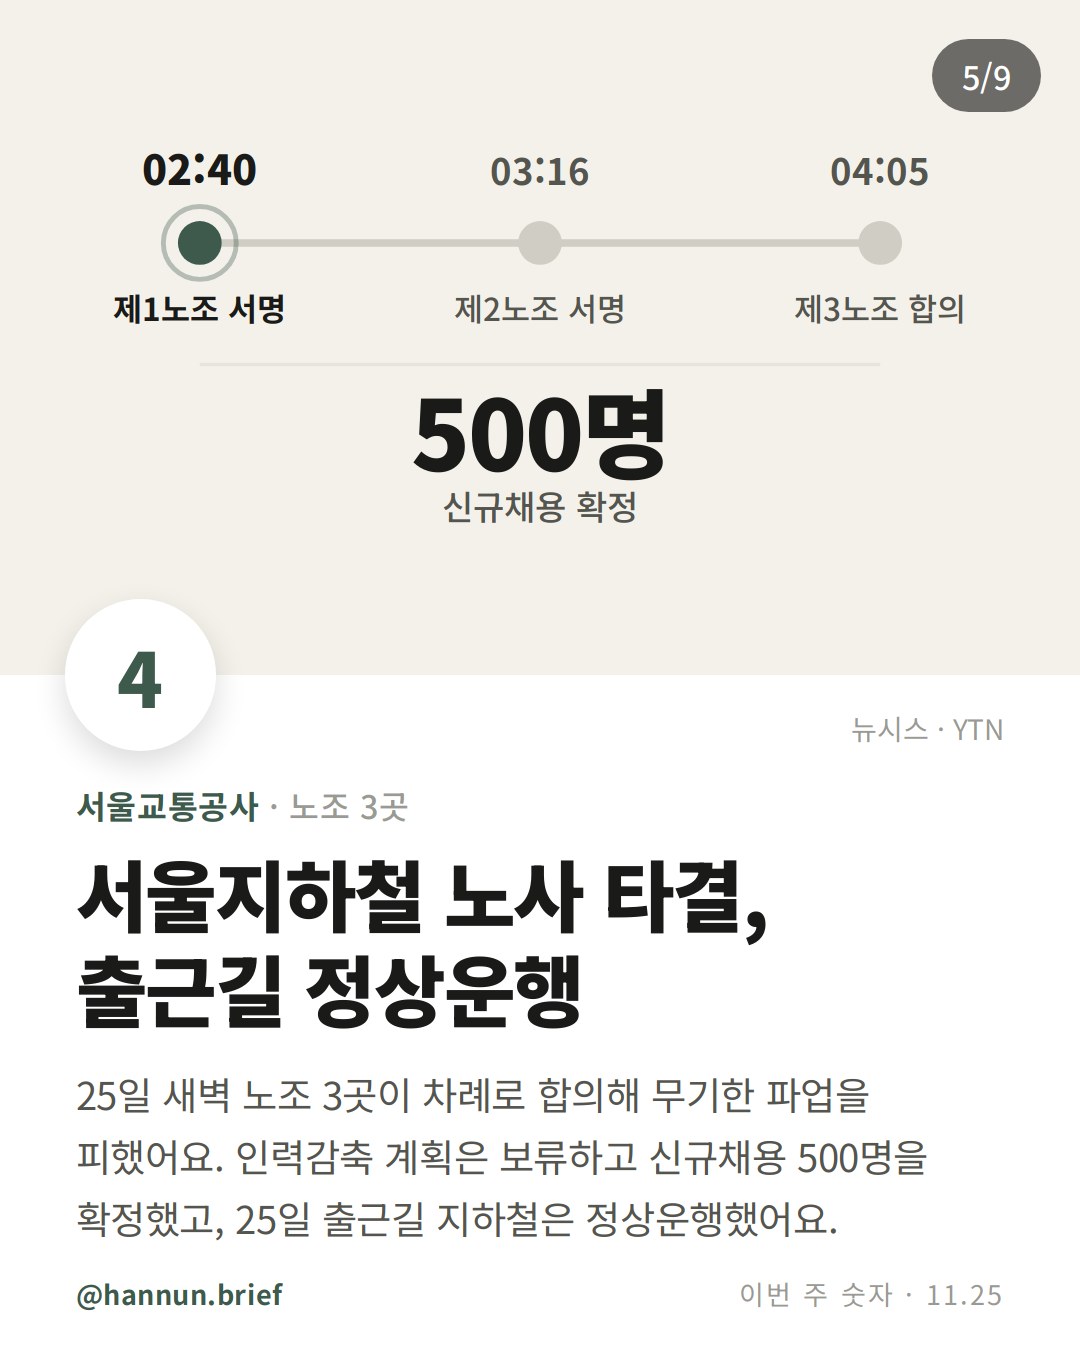 5/9
02:40 03:16 04:05
제1노조 서명 제2노조 서명 제3노조 합의
500명
신규채용 확정
4
뉴시스 · YTN
서울교통공사 · 노조 3곳
서울지하철 노사 타결,
출근길 정상운행
25일 새벽 노조 3곳이 차례로 합의해 무기한 파업을
피했어요. 인력감축 계획은 보류하고 신규채용 500명을
확정했고, 25일 출근길 지하철은 정상운행했어요.
@hannun.brief
이번 주 숫자 · 11.25